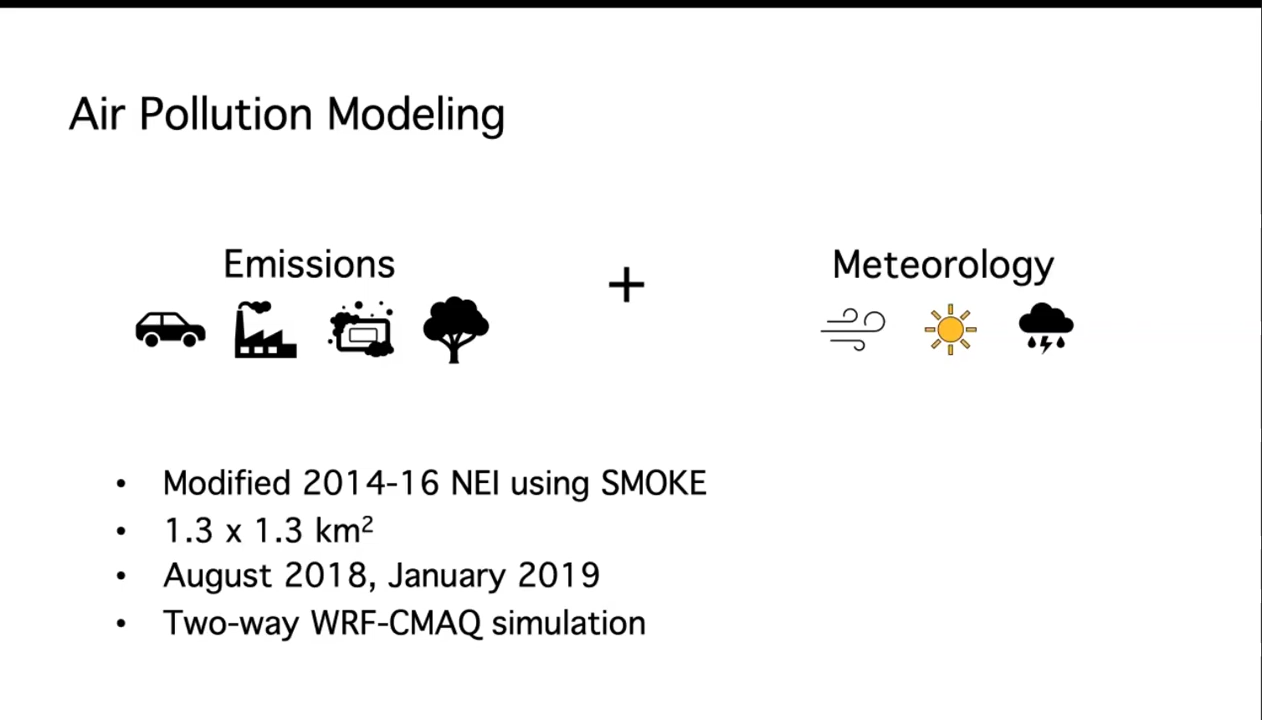 Air Pollution Modeling
Emissions
+
Meteorology
• Modified 2014-16 NEI using SMOKE
• 1.3 x 1.3 km²
• August 2018, January 2019
• Two-way WRF-CMAQ simulation